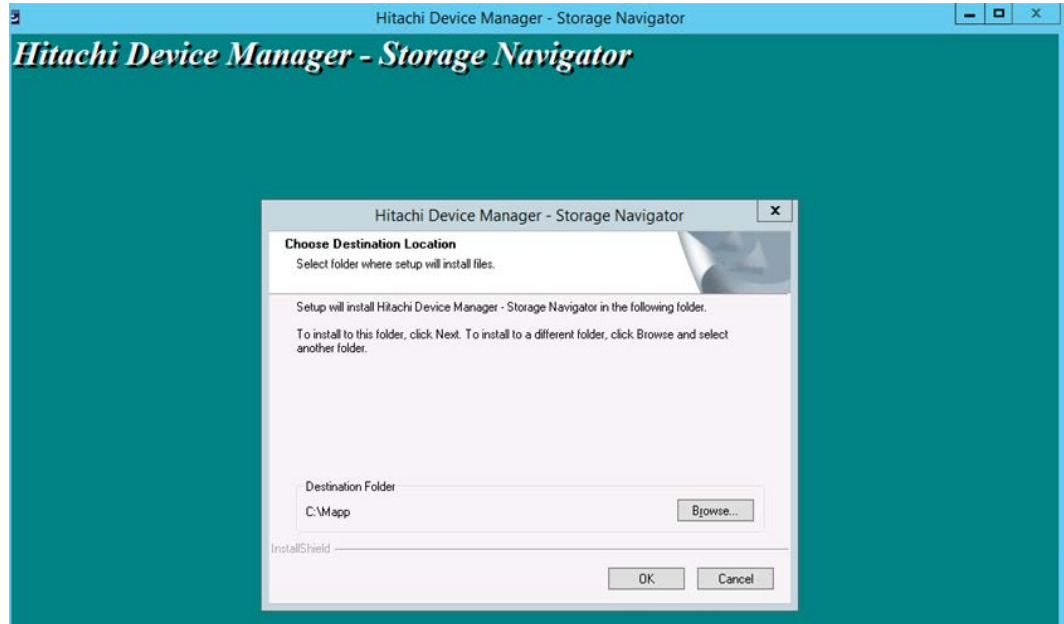 Hitachi Device Manager - Storage Navigator
Hitachi Device Manager - Storage Navigator
Hitachi Device Manager - Storage Navigator
Choose Destination Location
Select folder where setup will install files.
Setup will install Hitachi Device Manager - Storage Navigator in the following folder.
To install to this folder, click Next. To install to a different folder, click Browse and select
another folder.
Destination Folder
C:\Mapp
Browse...
InstallShield
OK
Cancel